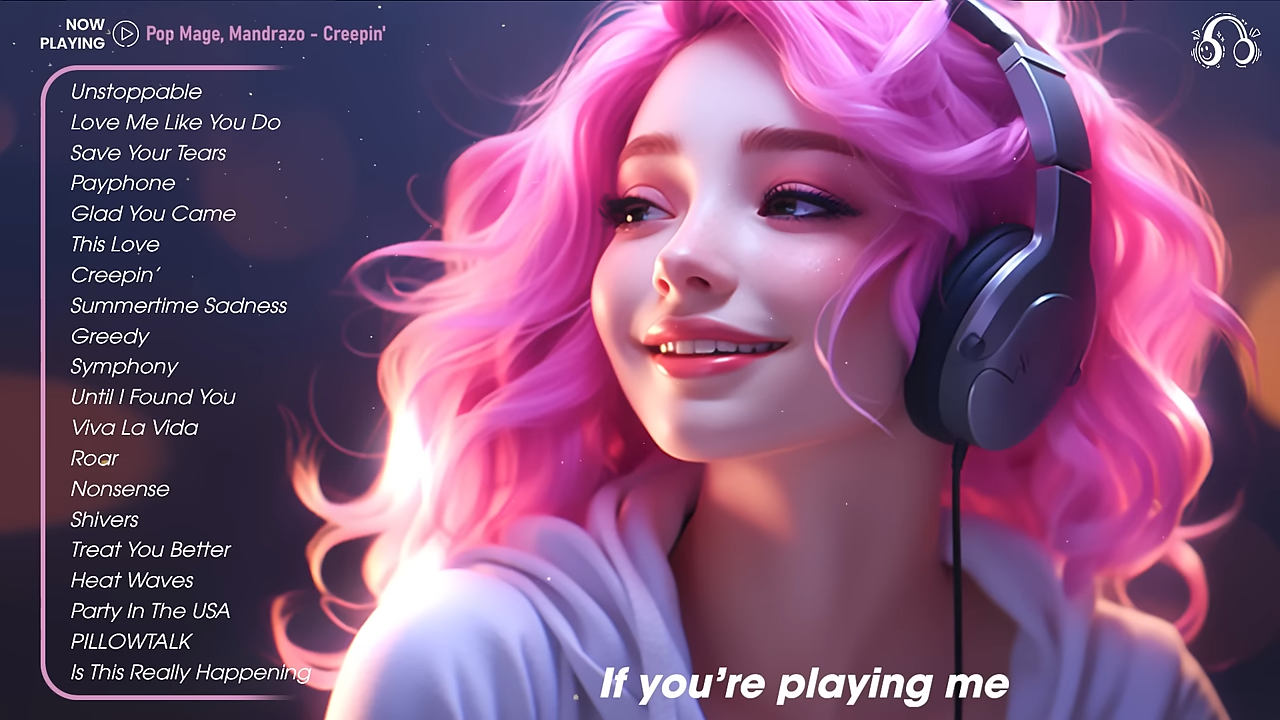 NOW
PLAYING
Pop Mage, Mandrazo - Creepin'
Unstoppable
Love Me Like You Do
Save Your Tears
Payphone
Glad You Came
This Love
Creepin’
Summertime Sadness
Greedy
Symphony
Until I Found You
Viva La Vida
Roar
Nonsense
Shivers
Treat You Better
Heat Waves
Party In The USA
PILLOWTALK
Is This Really Happening
If you’re playing me